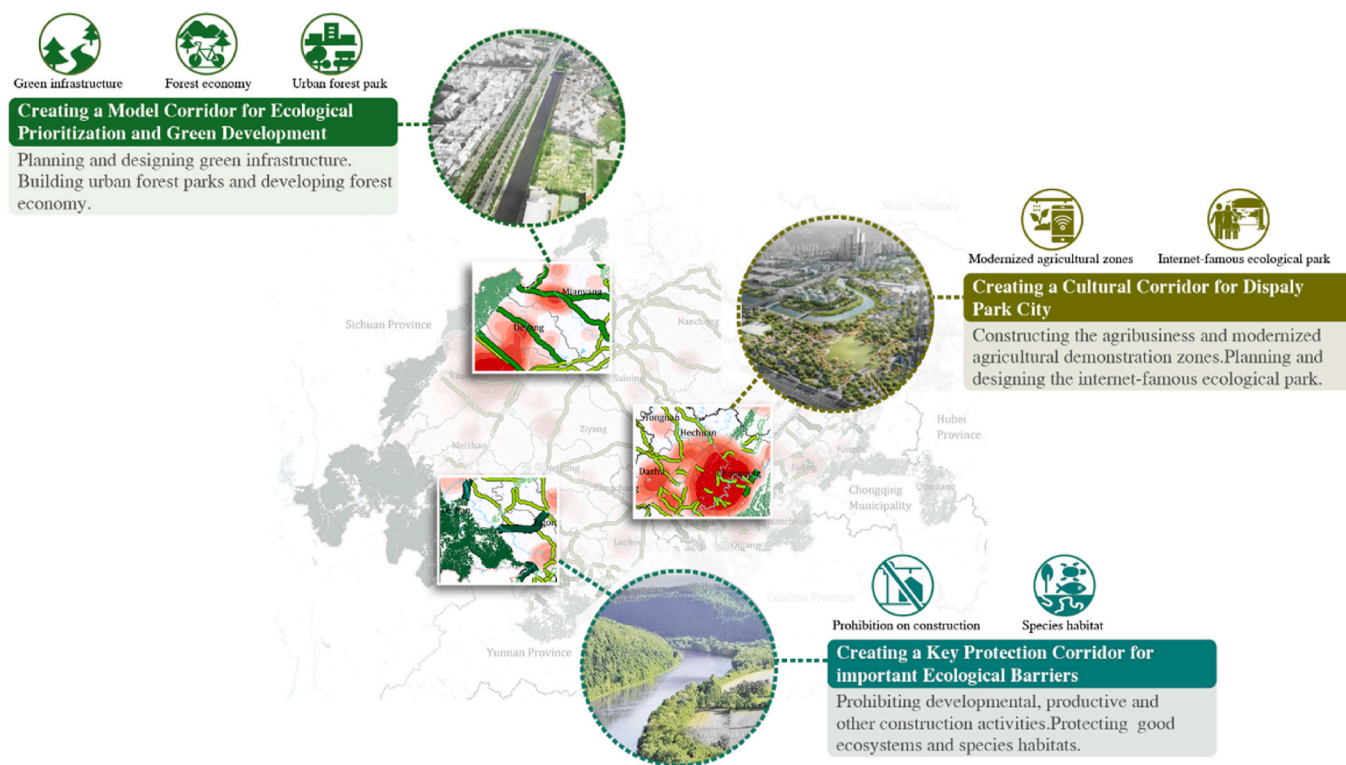 Green infrastructure
Forest economy
Urban forest park
Creating a Model Corridor for Ecological
Prioritization and Green Development
Planning and designing green infrastructure.
Building urban forest parks and developing forest
economy.
Modernized agricultural zones
Internet-famous ecological park
Creating a Cultural Corridor for Dispaly
Park City
Constructing the agribusiness and modernized
agricultural demonstration zones.Planning and
designing the internet-famous ecological park.
Shanxi Province
Mianyang
Deyang
Sichuan Province
Nanchong
Suining
Tongnan
Hechuan
Dazhu
Ziyang
Meishan
Neijiang
Hubei
Province
Fuling
Chongqing
Municipality
Qianjiang
Nanchuan
Qijiang
Luzhou
Guizhou Province
Yunnan Province
Prohibition on construction
Species habitat
Creating a Key Protection Corridor for
important Ecological Barriers
Prohibiting developmental, productive and
other construction activities.Protecting good
ecosystems and species habitats.